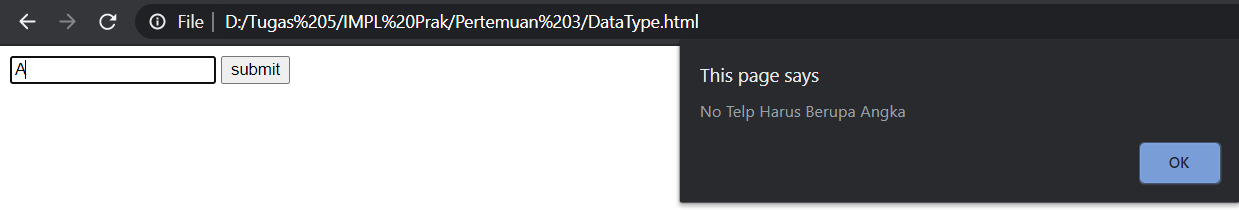 File D:/Tugas%205/IMPL%20Prak/Pertemuan%203/DataType.html
A submit
This page says
No Telp Harus Berupa Angka
OK